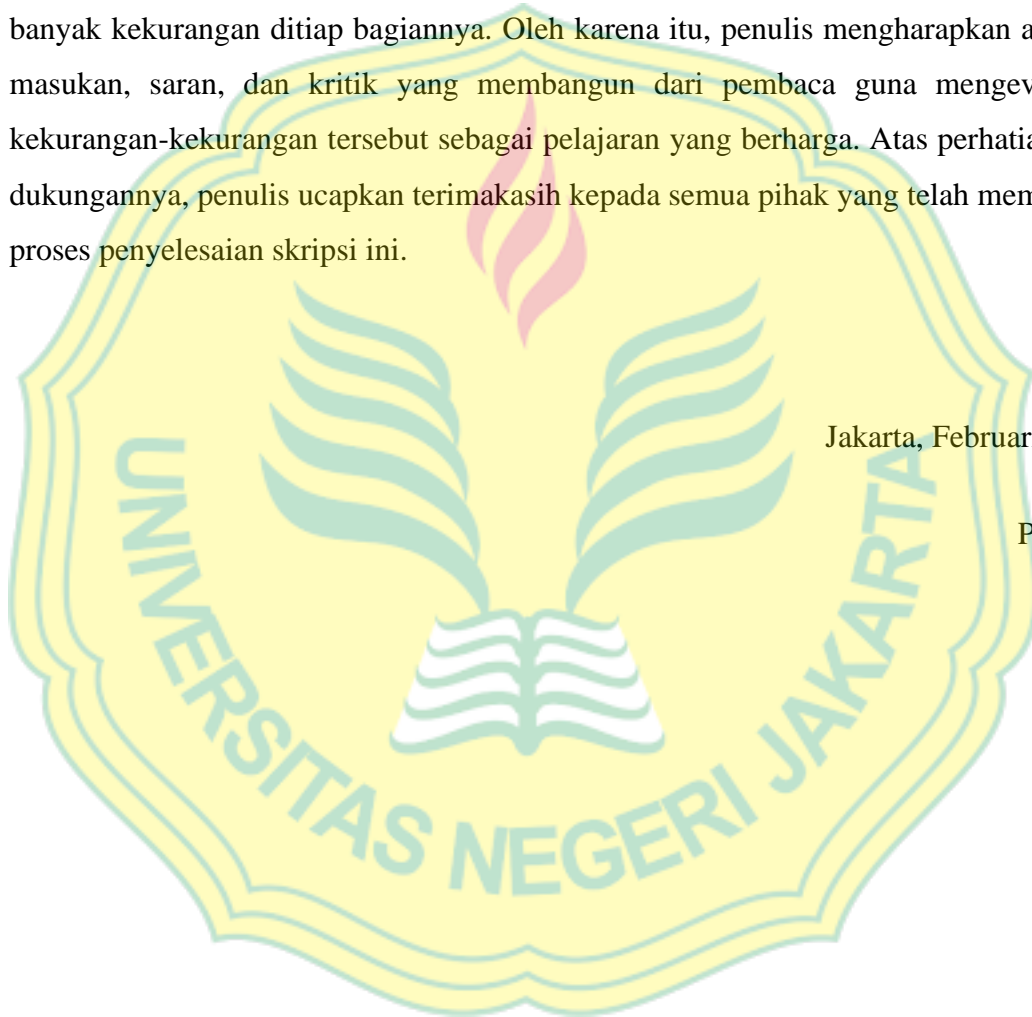 banyak kekurangan ditiap bagiannya. Oleh karena itu, penulis mengharapkan a
masukan, saran, dan kritik yang membangun dari pembaca guna mengev
kekurangan-kekurangan tersebut sebagai pelajaran yang berharga. Atas perhatia
dukungannya, penulis ucapkan terimakasih kepada semua pihak yang telah mem
proses penyelesaian skripsi ini.
Jakarta, Februar
P
UNIVERSITAS NEGERI JAKARTA